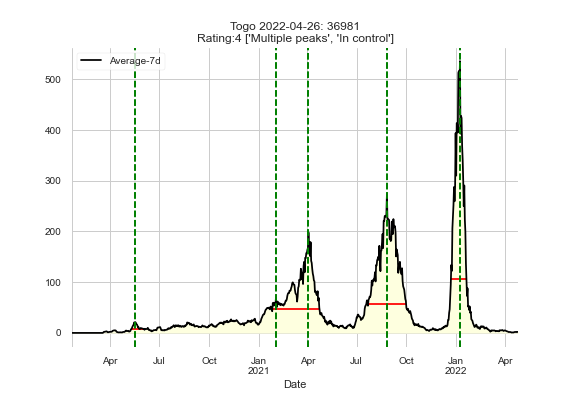 Togo 2022-04-26: 36981
Rating:4 ['Multiple peaks', 'In control']
Average-7d
500
400
300
200
100
0
Apr
Jul
Oct
Jan
2021
Apr
Jul
Oct
Jan
2022
Apr
Date